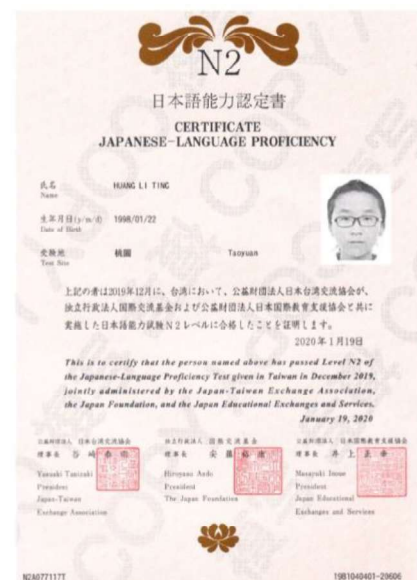 N2
日本語能力認定書
CERTIFICATE
JAPANESE-LANGUAGE PROFICIENCY
氏名
Name
HUANG LI TING
生年月日(y/m/d)
Date of Birth
1998/01/22
受験地
Test Site
桃園
Taoyuan
上記の者は2019年12月に、台湾において、公益財団法人日本台湾交流協会が、
独立行政法人国際交流基金および公益財団法人日本国際教育支援協会と共に
実施した日本語能力試験N2レベルに合格したことを証明します。
2020年1月19日
This is to certify that the person named above has passed Level N2 of
the Japanese-Language Proficiency Test given in Taiwan in December 2019,
jointly administered by the Japan-Taiwan Exchange Association,
the Japan Foundation, and the Japan Educational Exchanges and Services.
January 19, 2020
公益財団法人 日本台湾交流協会
理事長 谷崎
Yasushi Tanizaki
President
Japan-Taiwan
Exchange Association
独立行政法人 国際交流基金
理事長 安藤
Hiroyasu Ando
President
The Japan Foundation
公益財団法人 日本国際教育支援協会
理事長 井上正幸
Masayuki Inoue
President
Japan Educational
Exchanges and Services
N2A077117T
19B1040401-20606